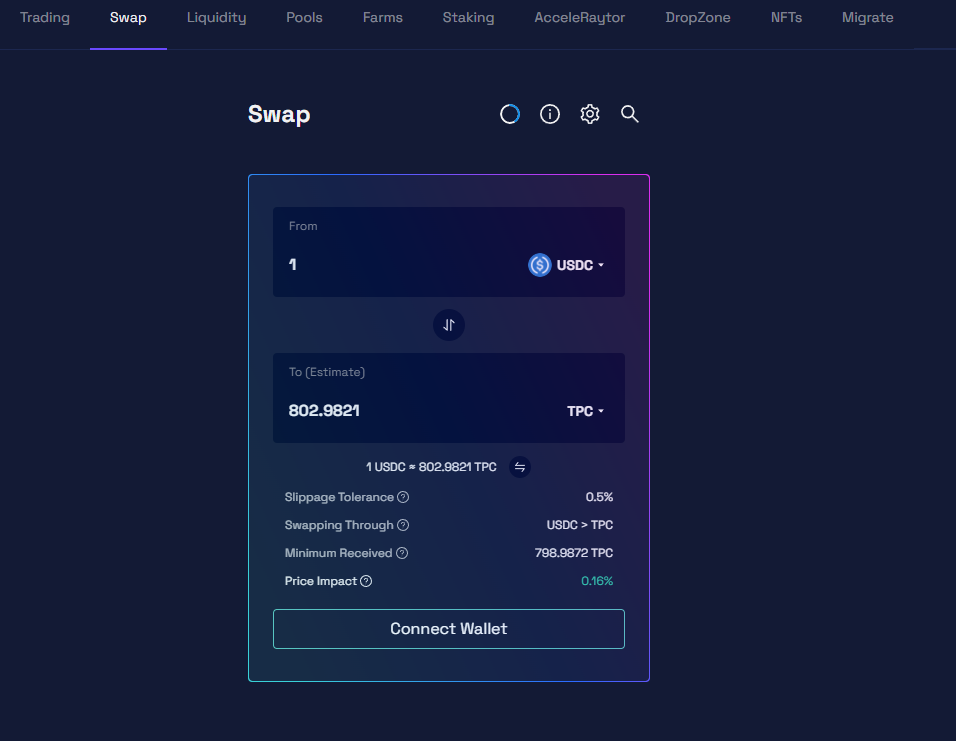 Trading Swap Liquidity Pools Farms Staking AcceleRaytor DropZone NFTs Migrate
Swap
From
1 USDC
To (Estimate)
802.9821 TPC
1 USDC ≈ 802.9821 TPC
Slippage Tolerance 0.5%
Swapping Through USDC > TPC
Minimum Received 798.9872 TPC
Price Impact 0.16%
Connect Wallet